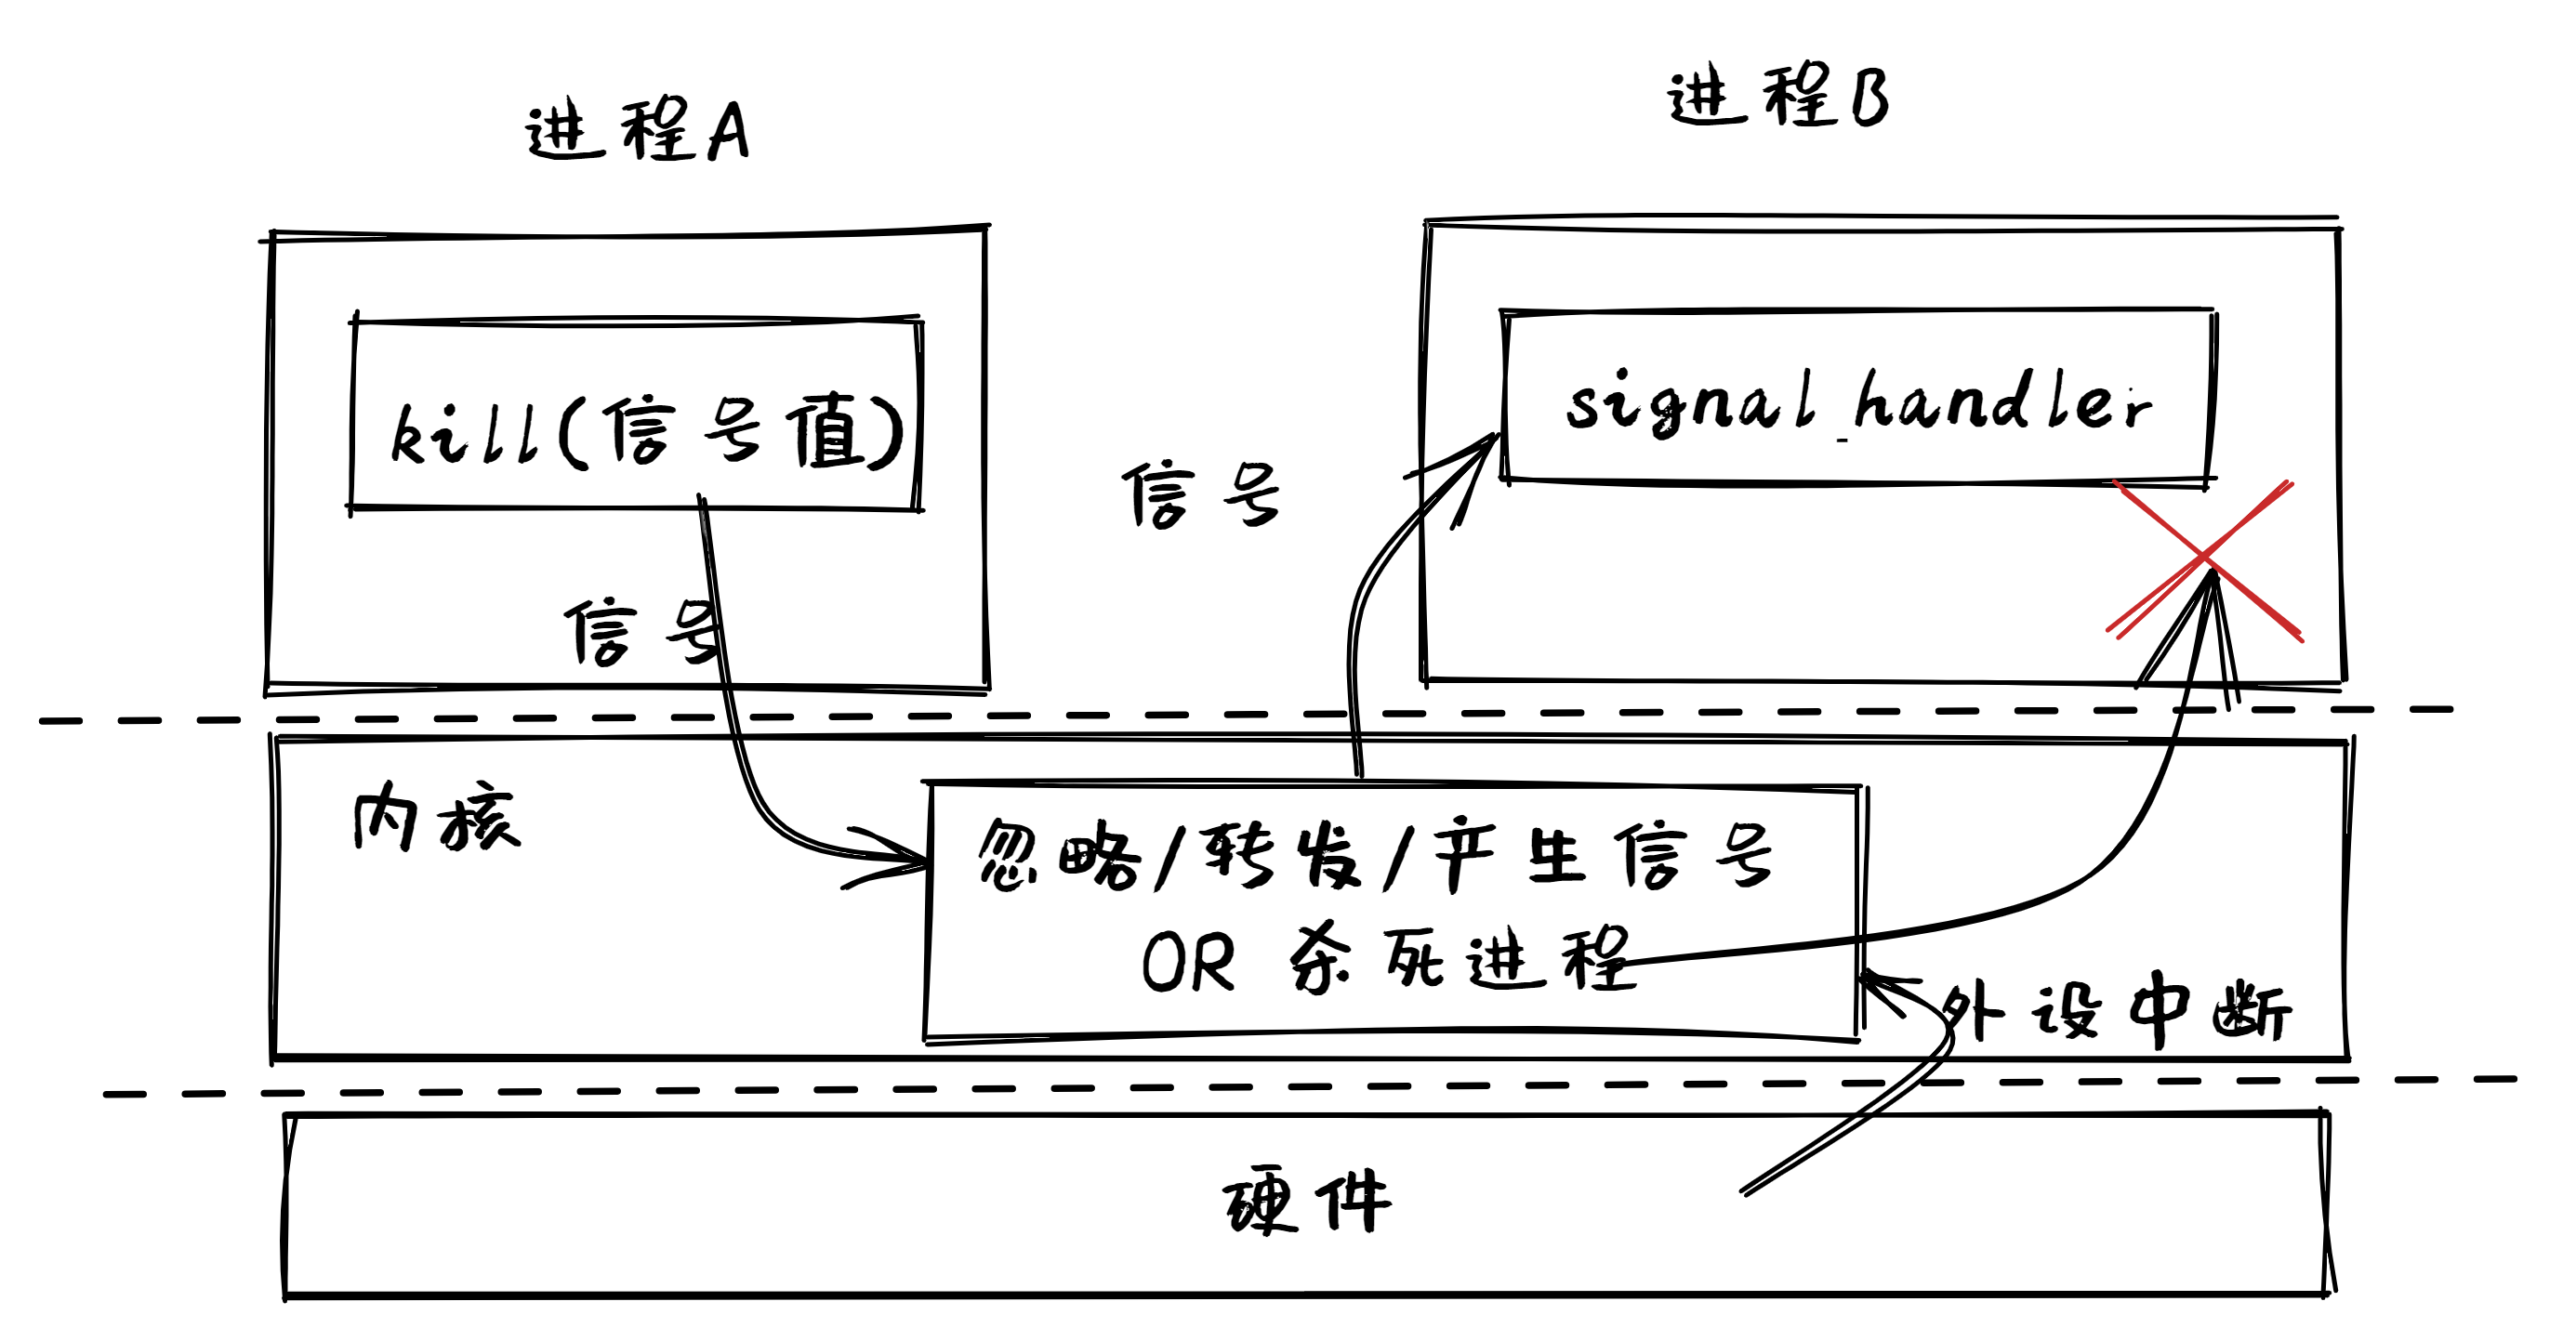 进程A
进程B
kill(信号值)
signal_handler
信号
信号
内核
忽略/转发/产生信号
OR 杀死进程
外设中断
硬件